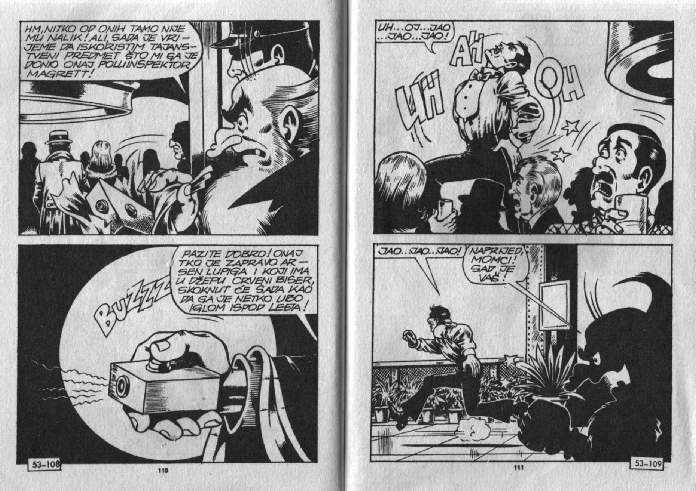 HM, NITKO OD ONIH TAMO NIJE
MU NALIK! ALI, SADA JE VRI-
JEME DA ISKORISTIM TAJANS-
TVENI PREDMET ŠTO MI GA JE
DONIO ONAJ POLUINSPEKTOR
MAGRETT!
BUZZZZ
PAZITE DOBRO! ONAJ
TKO JE ZAPRAVO AR-
SEN LUPIGA I KOJI IMA
U DŽEPU CRVENI BISER,
SKOKNUT ĆE SADA KAO
DA GA JE NETKO UBO
IGLOM ISPOD LEĐA!
53-108
110
UH...OJ...JAO
...JAO...JAO!
UH
AH
OH
JAO...JAO...JAO!
NAPRIJED,
MOMCI!
SAD JE
VAŠ!
111
53-109